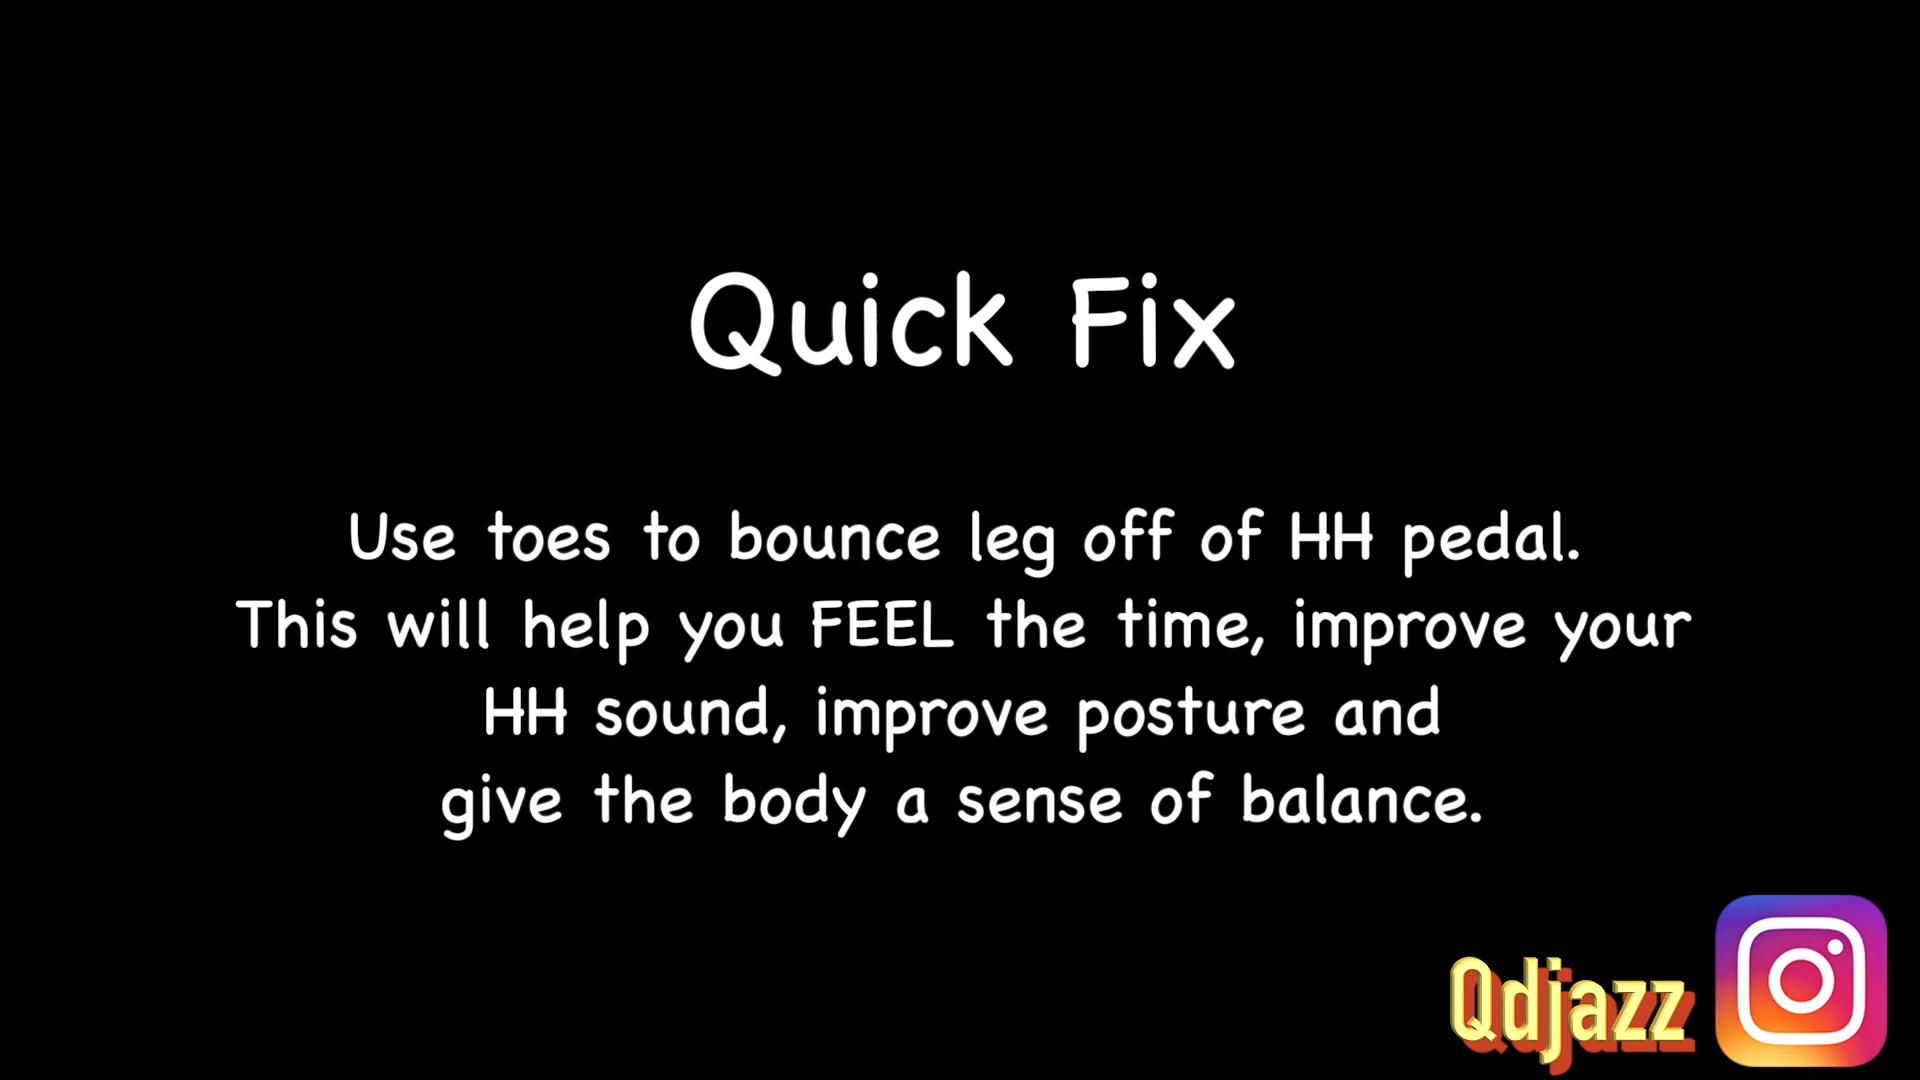 Quick Fix
Use toes to bounce leg off of HH pedal.
This will help you FEEL the time, improve your
HH sound, improve posture and
give the body a sense of balance.
Qdjazz